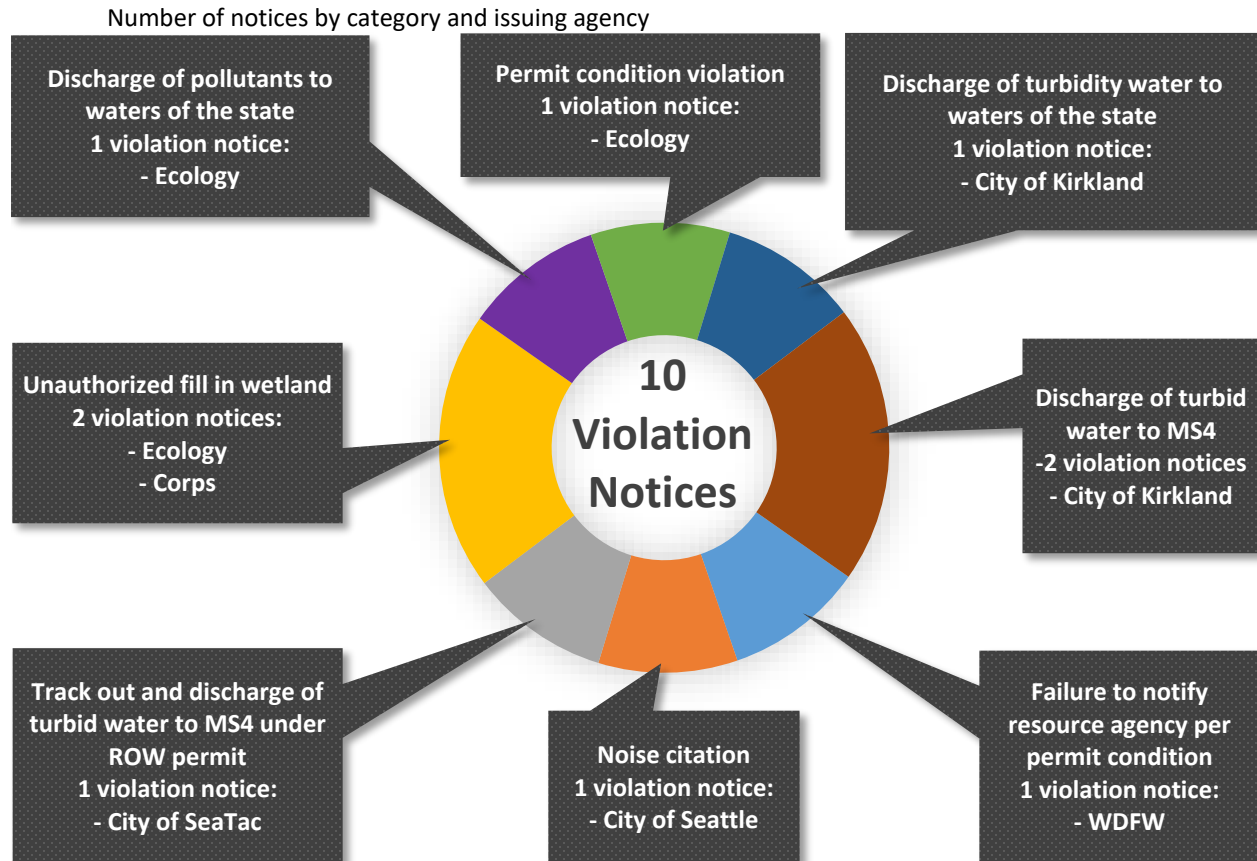 Number of notices by category and issuing agency
Discharge of pollutants to
waters of the state
1 violation notice:
- Ecology
Permit condition violation
1 violation notice:
- Ecology
Discharge of turbidity water to
waters of the state
1 violation notice:
- City of Kirkland
10
Violation
Notices
Unauthorized fill in wetland
2 violation notices:
- Ecology
- Corps
Discharge of turbid
water to MS4
-2 violation notices
- City of Kirkland
Track out and discharge of
turbid water to MS4 under
ROW permit
1 violation notice:
- City of SeaTac
Noise citation
1 violation notice:
- City of Seattle
Failure to notify
resource agency per
permit condition
1 violation notice:
- WDFW